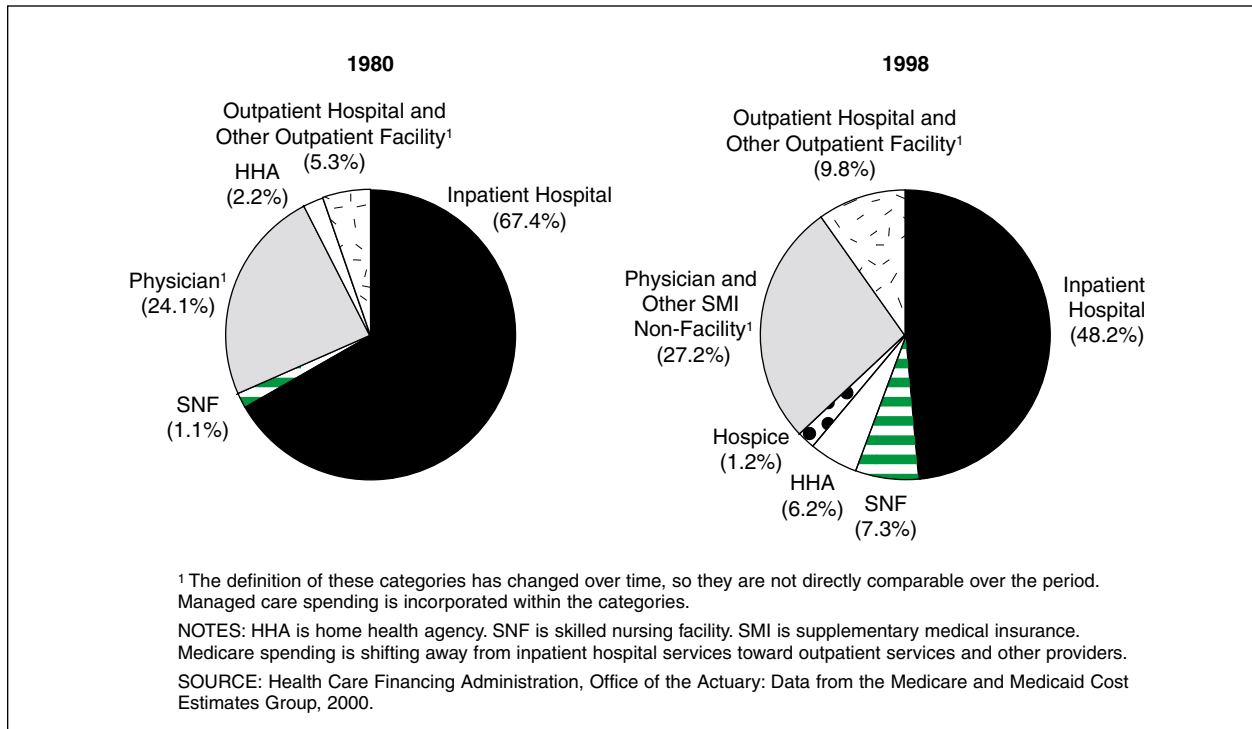 1980
Outpatient Hospital and
Other Outpatient Facility¹
(5.3%)
HHA
(2.2%)
Inpatient Hospital
(67.4%)
Physician¹
(24.1%)
SNF
(1.1%)
1998
Outpatient Hospital and
Other Outpatient Facility¹
(9.8%)
Physician and
Other SMI
Non-Facility¹
(27.2%)
Inpatient
Hospital
(48.2%)
Hospice
(1.2%)
HHA
(6.2%)
SNF
(7.3%)
¹ The definition of these categories has changed over time, so they are not directly comparable over the period.
Managed care spending is incorporated within the categories.
NOTES: HHA is home health agency. SNF is skilled nursing facility. SMI is supplementary medical insurance.
Medicare spending is shifting away from inpatient hospital services toward outpatient services and other providers.
SOURCE: Health Care Financing Administration, Office of the Actuary: Data from the Medicare and Medicaid Cost
Estimates Group, 2000.